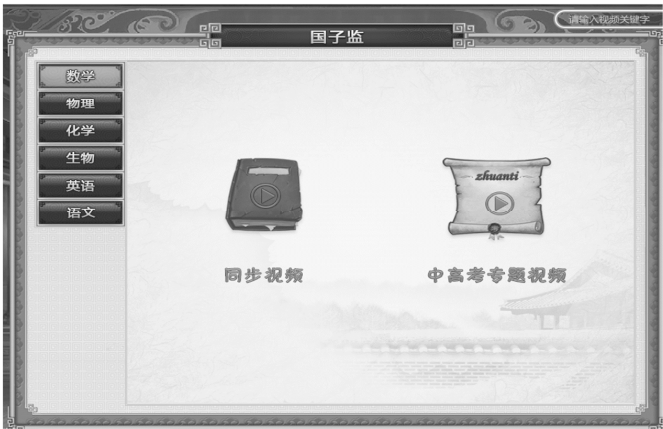 请输入视频关键字
国子监
数学
物理
化学
生物
英语
语文
zhuanti
同步视频
中高考专题视频